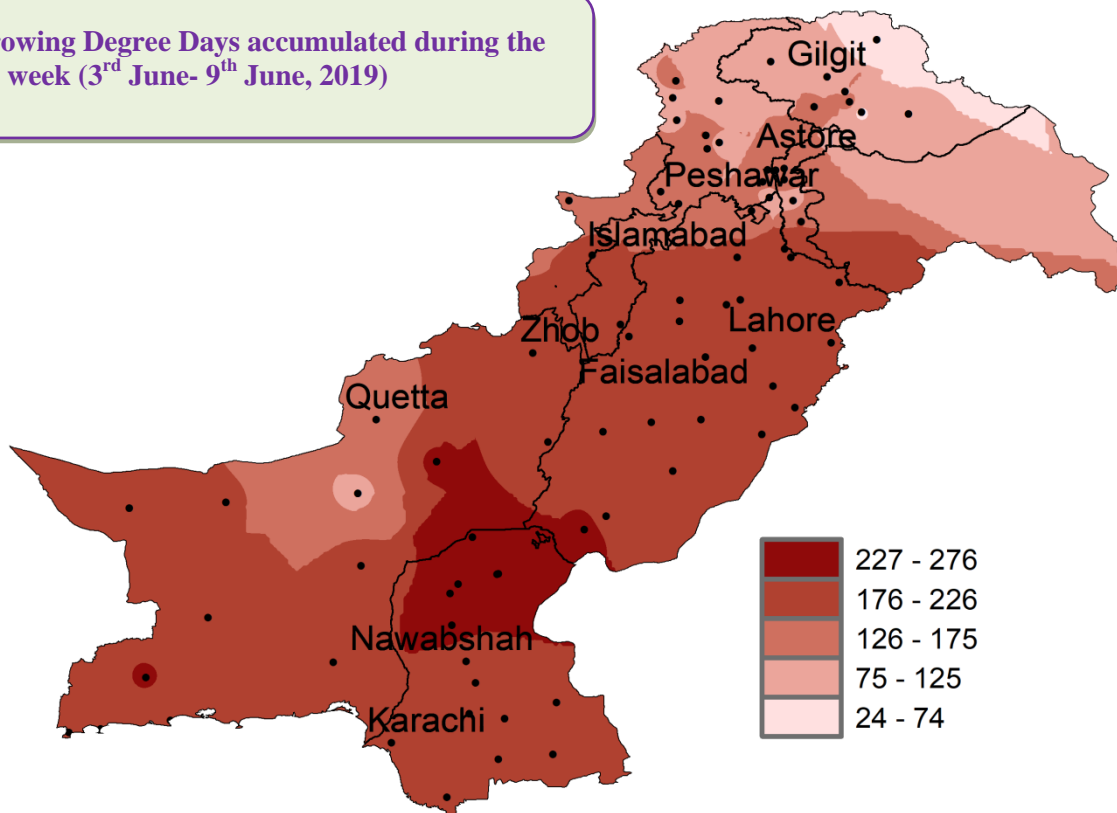 rowing Degree Days accumulated during the
week (3rd June- 9th June, 2019)
Gilgit
Astore
Peshawar
Islamabad
Zhob
Lahore
Faisalabad
Quetta
227 - 276
176 - 226
126 - 175
75 - 125
24 - 74
Nawabshah
Karachi